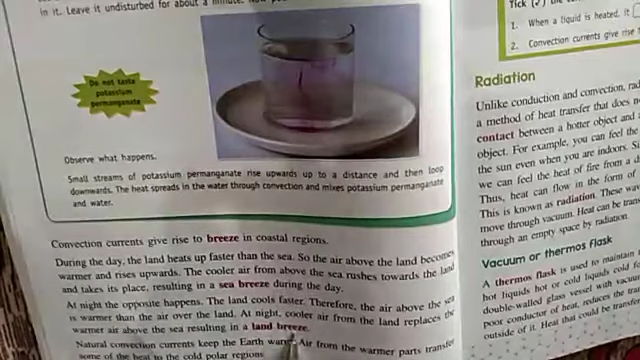 in it. Leave it undisturbed for about a minute.
Do not taste
potassium
permanganate
Observe what happens.
Small streams of potassium permanganate rise upwards up to a distance and then loop
downwards. The heat spreads in the water through convection and mixes potassium permanganate
and water.
Convection currents give rise to breeze in coastal regions.
During the day, the land heats up faster than the sea. So the air above the land becomes
warmer and rises upwards. The cooler air from above the sea rushes towards the land
and takes its place, resulting in a sea breeze during the day.
At night the opposite happens. The land cools faster. Therefore, the air above the sea
is warmer than the air over the land. At night, cooler air from the land replaces the
warmer air above the sea resulting in a land breeze.
Natural convection currents keep the Earth warm. Air from the warmer parts transfer
some of the heat to the cold polar regions
Tick (✓) the
1. When a liquid is heated, it
2. Convection currents give rise
Radiation
Unlike conduction and convection,
a method of heat transfer that does
contact between a hotter object and
object. For example, you can feel the
the sun even when you are indoors.
we can feel the heat of fire from a
Thus, heat can flow in the form of
This is known as radiation. These
move through vacuum. Heat can be
through an empty space by radiation.
Vacuum or thermos flask
A thermos flask is used to maintain
hot liquids hot or cold liquids cold
double-walled glass vessel with
poor conductor of heat, reduces the
outside of it. Heat that could be